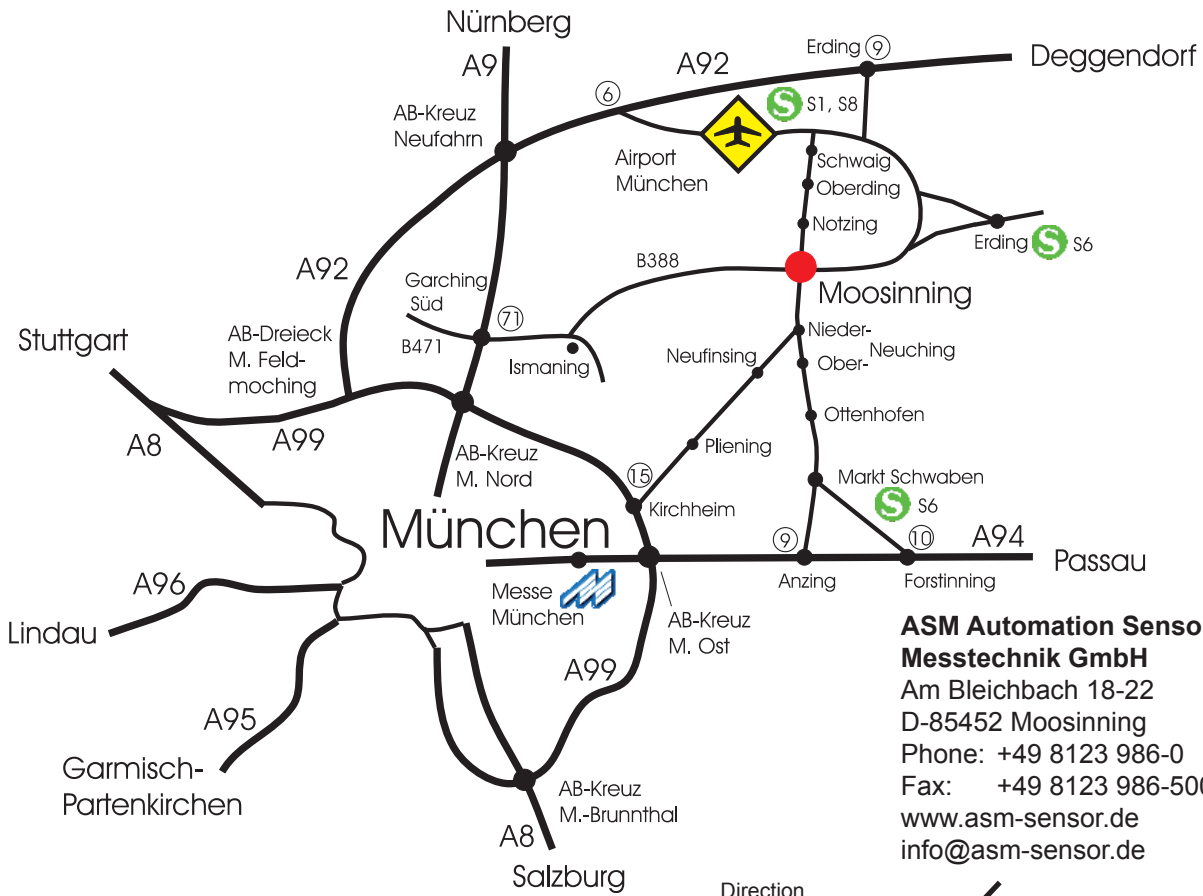 Nürnberg
A9
A92
Erding 9
Deggendorf
6
S S1, S8
AB-Kreuz
Neufahrn
Airport
München
Schwaig
Oberding
Notzing
Erding S S6
A92
B388
Garching
Süd
Moosinning
Stuttgart
AB-Dreieck
M. Feld-
moching
71
B471
Ismaning
Nieder-
Neuching
Ober-
Neufinsing
A8
A99
Ottenhofen
AB-Kreuz
M. Nord
Pliening
15
Markt Schwaben
S S6
Kirchheim
München
9
10
A94
Passau
Anzing
Forstinning
A96
Messe
München
AB-Kreuz
M. Ost
Lindau
A99
A95
Garmisch-
Partenkirchen
AB-Kreuz
M.-Brunnthal
A8
Salzburg
ASM Automation Senso
Messtechnik GmbH
Am Bleichbach 18-22
D-85452 Moosinning
Phone: +49 8123 986-0
Fax: +49 8123 986-500
www.asm-sensor.de
info@asm-sensor.de
Direction